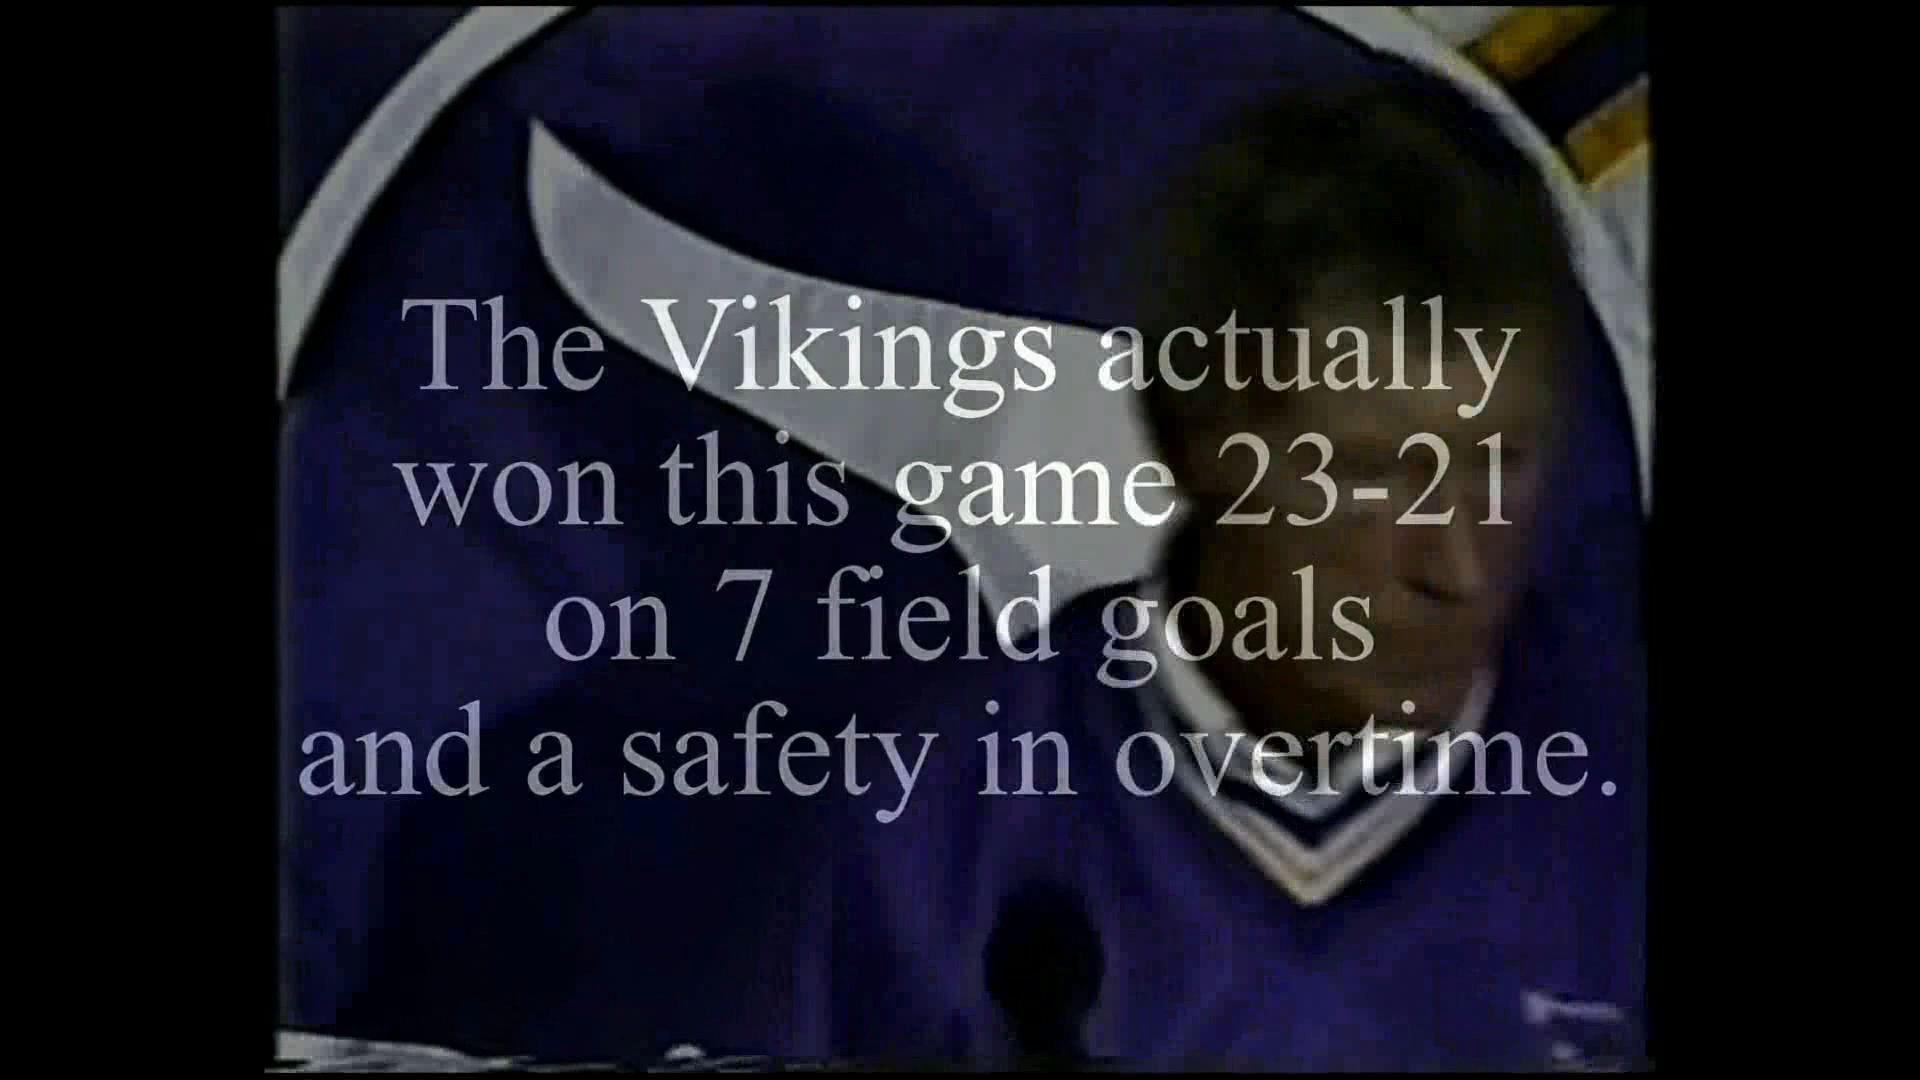 The Vikings actually
won this game 23-21
on 7 field goals
and a safety in overtime.